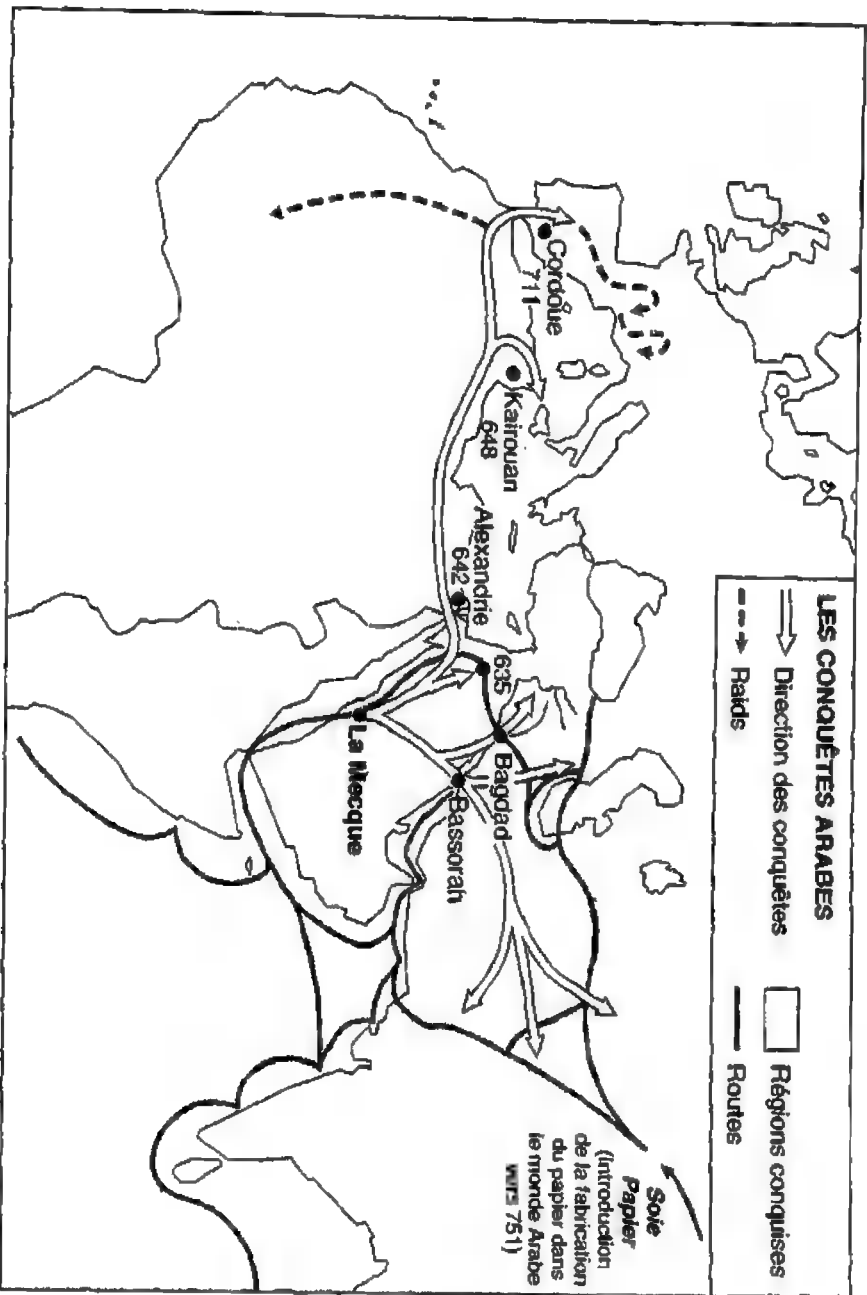 LES CONQUÊTES ARABES
Direction des conquêtes
Régions conquises
Raids
Routes
Cordoue
711
Kairouan
648
Alexandrie
642
635
Bagdad
Bassorah
La Mecque
Soie
Papier
(introduction
de la fabrication
du papier dans
le monde Arabe
vers 751)